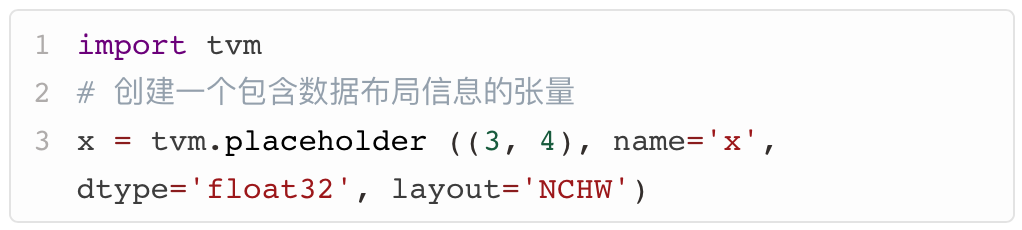 1 import tvm
2 # 创建一个包含数据布局信息的张量
3 x = tvm.placeholder ((3, 4), name='x',
dtype='float32', layout='NCHW')